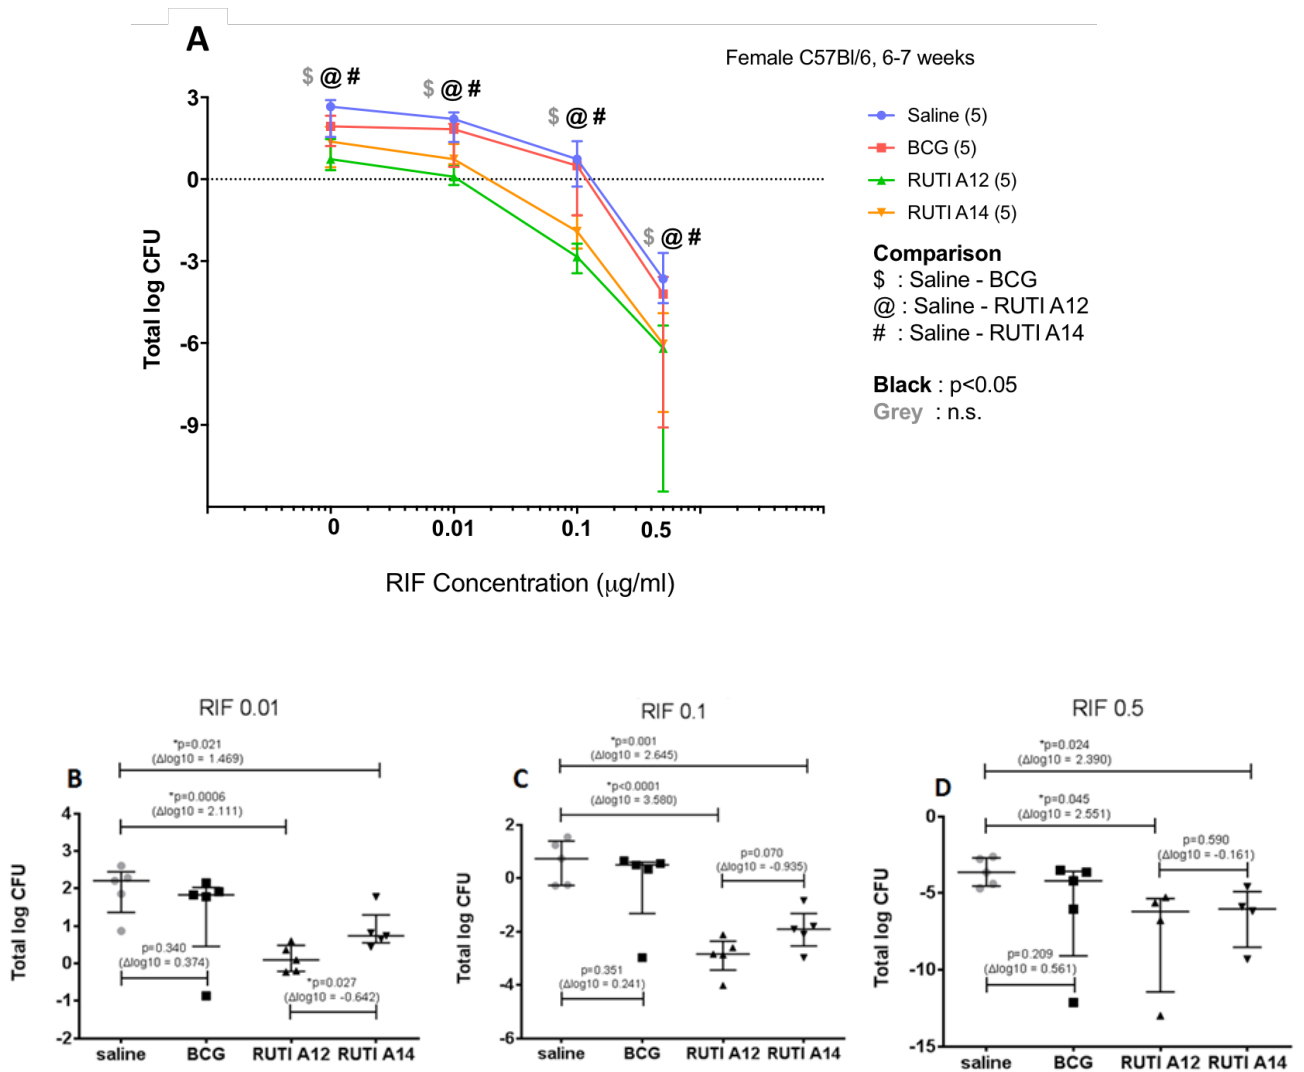 A
Female C57Bl/6, 6-7 weeks
$ @ #
$ @ #
$ @ #
$ @ #
3
0
-3
-6
-9
Total log CFU
0
0.01
0.1
0.5
RIF Concentration (µg/ml)
Saline (5)
BCG (5)
RUTI A12 (5)
RUTI A14 (5)
Comparison
$ : Saline - BCG
@ : Saline - RUTI A12
# : Saline - RUTI A14
Black : p<0.05
Grey : n.s.
RIF 0.01
B
*p=0.021
(Δlog10 = 1.469)
*p=0.0006
(Δlog10 = 2.111)
p=0.340
(Δlog10 = 0.374)
*p=0.027
(Δlog10 = -0.642)
4
3
2
1
0
-1
-2
Total log CFU
saline
BCG
RUTI A12
RUTI A14
RIF 0.1
C
*p=0.001
(Δlog10 = 2.645)
*p<0.0001
(Δlog10 = 3.580)
p=0.070
(Δlog10 = -0.935)
p=0.351
(Δlog10 = 0.241)
2
0
-2
-4
-6
Total log CFU
saline
BCG
RUTI A12
RUTI A14
RIF 0.5
D
*p=0.024
(Δlog10 = 2.390)
*p=0.045
(Δlog10 = 2.551)
p=0.590
(Δlog10 = -0.161)
p=0.209
(Δlog10 = 0.561)
0
-5
-10
-15
Total log CFU
saline
BCG
RUTI A12
RUTI A14